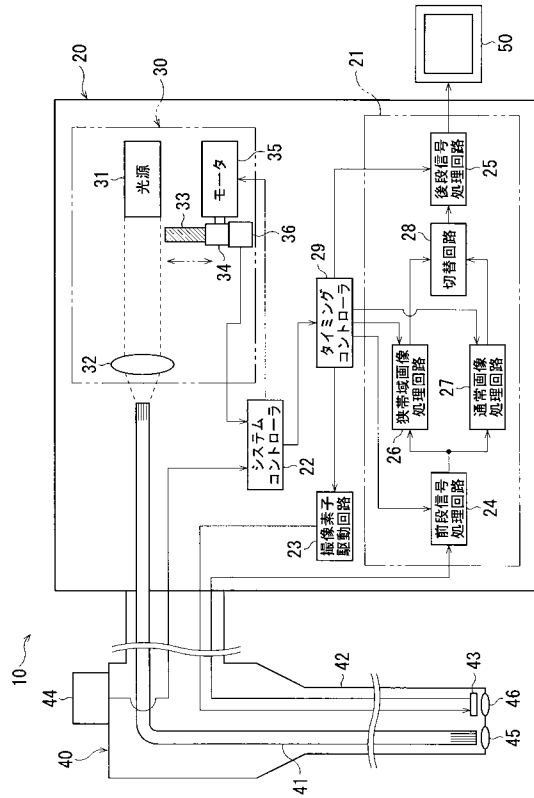 10
20
21
50
30
31
光源
35
モータ
33
34
36
32
29
タイミング
コントローラ
システム
コントローラ
22
撮像素子
駆動回路
23
28
切替回路
後段信号
処理回路
25
狭帯域画像
処理回路
26
通常画像
処理回路
27
前段信号
処理回路
24
44
40
41
42
43
45
46